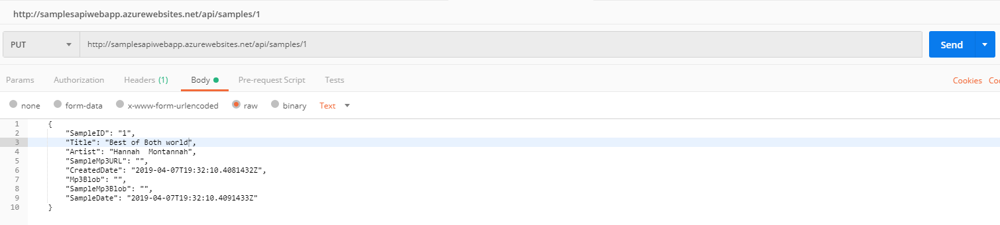 http://samplesapiwebapp.azurewebsites.net/api/samples/1
PUT http://samplesapiwebapp.azurewebsites.net/api/samples/1 Send
Params Authorization Headers (1) Body Pre-request Script Tests Cookies Coo
none form-data x-www-form-urlencoded raw binary Text
1 {
2 "SampleID": "1",
3 "Title": "Best of Both world",
4 "Artist": "Hannah  Montannah",
5 "SampleMp3URL": "",
6 "CreatedDate": "2019-04-07T19:32:10.4081432Z",
7 "Mp3Blob": "",
8 "SampleMp3Blob": "",
9 "SampleDate": "2019-04-07T19:32:10.4091433Z"
10 }